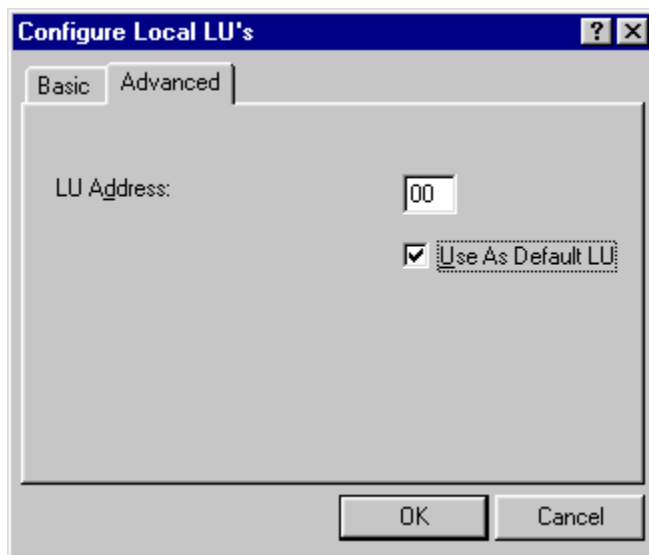 Configure Local LU's
Basic Advanced
LU Address: 00
Use As Default LU
OK Cancel